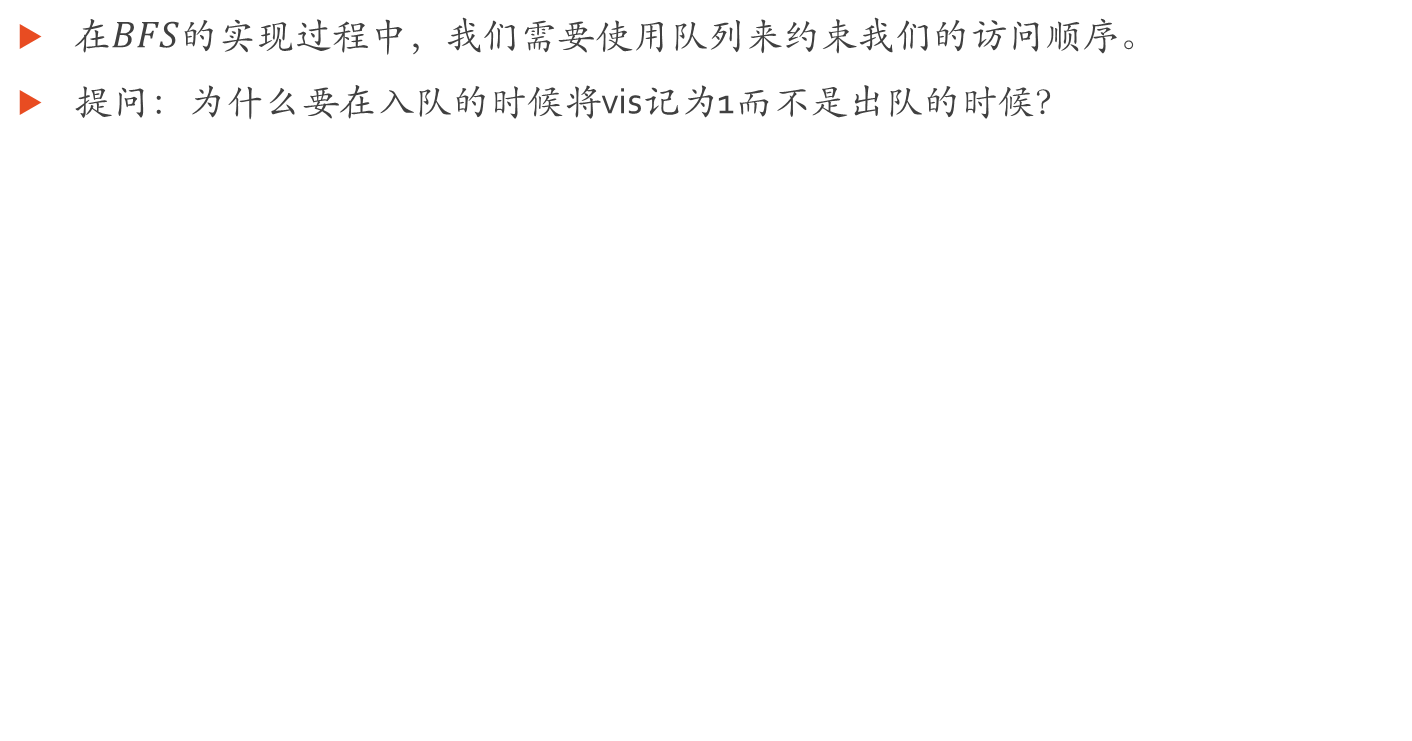 在BFS的实现过程中，我们需要使用队列来约束我们的访问顺序。
提问：为什么要在入队的时候将vis记为1而不是出队的时候？